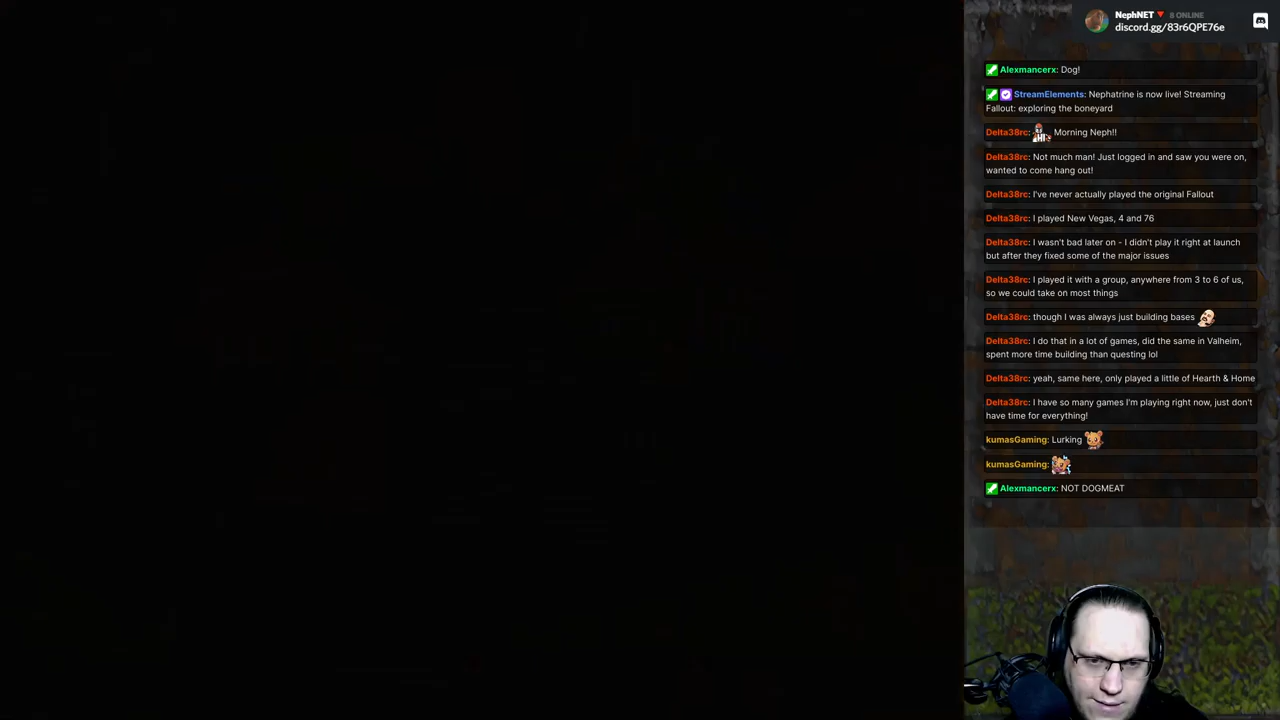 NephNET 8 ONLINE
discord.gg/83r6QPE76e
Alexmancerx: Dog!
StreamElements: Nephatrine is now live! Streaming
Fallout: exploring the boneyard
Delta38rc: HI Morning Neph!!
Delta38rc: Not much man! Just logged in and saw you were on,
wanted to come hang out!
Delta38rc: I've never actually played the original Fallout
Delta38rc: I played New Vegas, 4 and 76
Delta38rc: I wasn't bad later on - I didn't play it right at launch
but after they fixed some of the major issues
Delta38rc: I played it with a group, anywhere from 3 to 6 of us,
so we could take on most things
Delta38rc: though I was always just building bases
Delta38rc: I do that in a lot of games, did the same in Valheim,
spent more time building than questing lol
Delta38rc: yeah, same here, only played a little of Hearth & Home
Delta38rc: I have so many games I'm playing right now, just don't
have time for everything!
kumasGaming: Lurking
kumasGaming:
Alexmancerx: NOT DOGMEAT